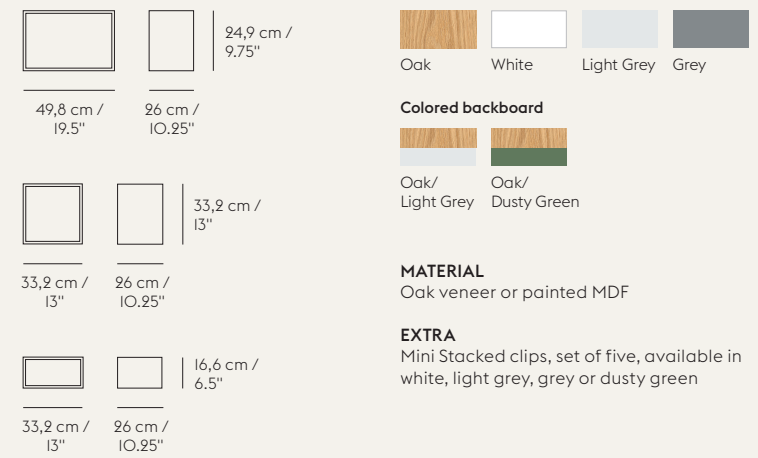 24,9 cm /
9.75"
49,8 cm /
19.5"
26 cm /
10.25"
33,2 cm /
13"
33,2 cm /
13"
26 cm /
10.25"
16,6 cm /
6.5"
33,2 cm /
13"
26 cm /
10.25"
Oak
White
Light Grey
Grey
Colored backboard
Oak/
Light Grey
Oak/
Dusty Green
MATERIAL
Oak veneer or painted MDF
EXTRA
Mini Stacked clips, set of five, available in
white, light grey, grey or dusty green